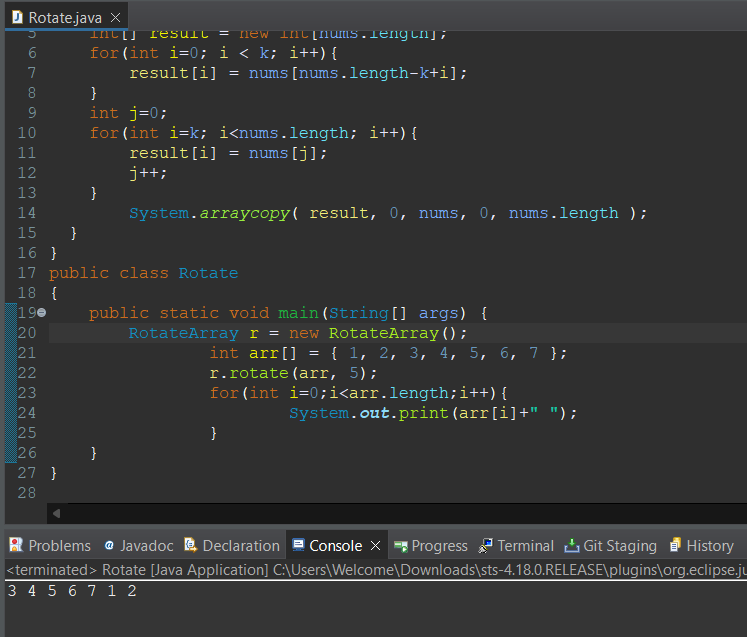 Rotate.java
5 int[] result = new int[nums.length];
6 for(int i=0; i < k; i++){
7 result[i] = nums[nums.length-k+i];
8 }
9 int j=0;
10 for(int i=k; i<nums.length; i++){
11 result[i] = nums[j];
12 j++;
13 }
14 System.arraycopy( result, 0, nums, 0, nums.length );
15 }
16 }
17 public class Rotate
18 {
19 public static void main(String[] args) {
20 RotateArray r = new RotateArray();
21 int arr[] = { 1, 2, 3, 4, 5, 6, 7 };
22 r.rotate(arr, 5);
23 for(int i=0;i<arr.length;i++){
24 System.out.print(arr[i]+" ");
25 }
26 }
27 }
28
Problems @ Javadoc Declaration Console Progress Terminal Git Staging History
<terminated> Rotate [Java Application] C:\Users\Welcome\Downloads\sts-4.18.0.RELEASE\plugins\org.eclipse.ju
3 4 5 6 7 1 2